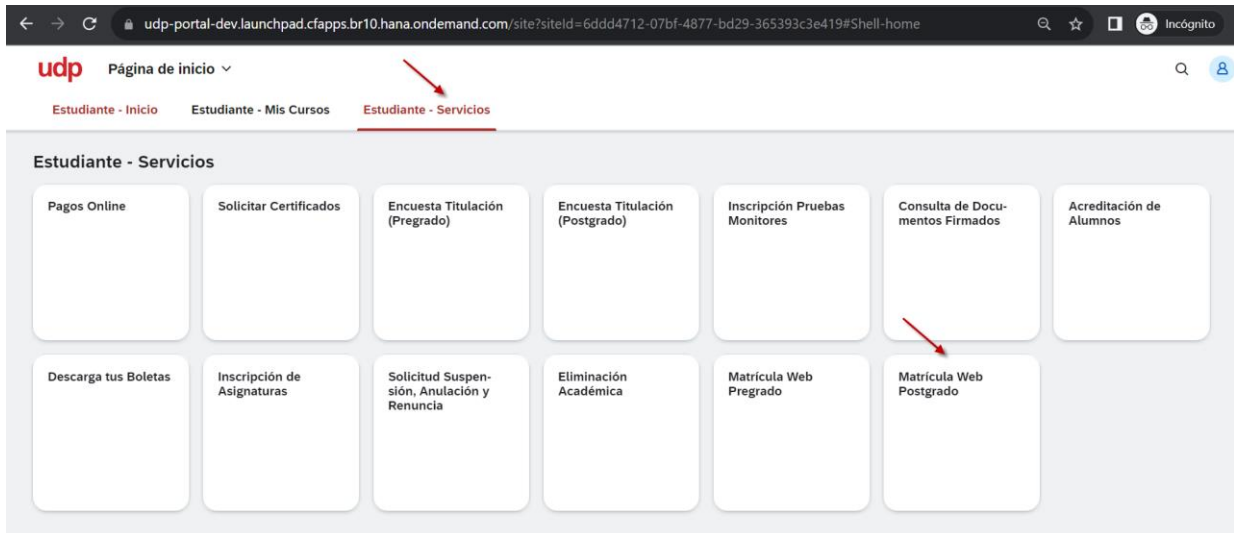 udp-portal-dev.launchpad.cfapps.br10.hana.ondemand.com/site?siteId=6ddd4712-07bf-4877-bd29-365393c3e419#Shell-home
Incógnito
udp
Página de inicio
Estudiante - Inicio
Estudiante - Mis Cursos
Estudiante - Servicios
Estudiante - Servicios
Pagos Online
Solicitar Certificados
Encuesta Titulación
(Pregrado)
Encuesta Titulación
(Postgrado)
Inscripción Pruebas
Monitores
Consulta de Docu-
mentos Firmados
Acreditación de
Alumnos
Descarga tus Boletas
Inscripción de
Asignaturas
Solicitud Suspen-
sión, Anulación y
Renuncia
Eliminación
Académica
Matrícula Web
Pregrado
Matrícula Web
Postgrado